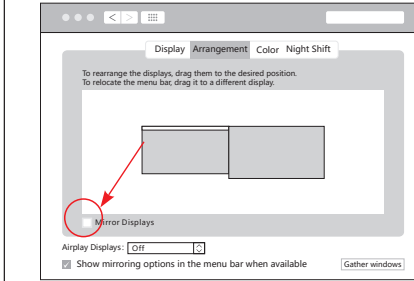 Display Arrangement Color Night Shift
To rearrange the displays, drag them to the desired position.
To relocate the menu bar, drag it to a different display.
Mirror Displays
Airplay Displays: Off
Show mirroring options in the menu bar when available Gather windows